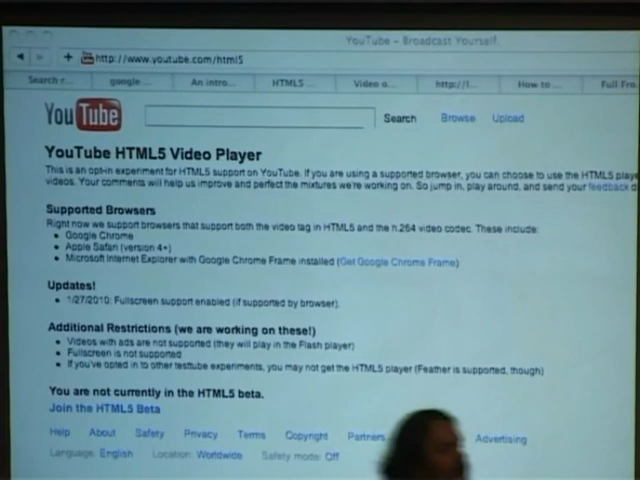 YouTube - Broadcast Yourself.
http://www.youtube.com/html5
Search r... google ... An intro... HTML5 ... Video o... http://l... How to ... Full Fro
YouTube Search Browse Upload
YouTube HTML5 Video Player
This is an opt-in experiment for HTML5 support on YouTube. If you are using a supported browser, you can choose to use the HTML5 playe
videos. Your comments will help us improve and perfect the mixtures we're working on. So jump in, play around, and send your feedback
Supported Browsers
Right now we support browsers that support both the video tag in HTML5 and the h.264 video codec. These include:
• Google Chrome
• Apple Safari (version 4+)
• Microsoft Internet Explorer with Google Chrome Frame installed (Get Google Chrome Frame)
Updates!
• 1/27/2010: Fullscreen support enabled (if supported by browser).
Additional Restrictions (we are working on these!)
• Videos with ads are not supported (they will play in the Flash player)
• Fullscreen is not supported
• If you've opted in to other testtube experiments, you may not get the HTML5 player (Feather is supported, though)
You are not currently in the HTML5 beta.
Join the HTML5 Beta
Help About Safety Privacy Terms Copyright Partners Advertising
Language: English Location: Worldwide Safety mode: Off